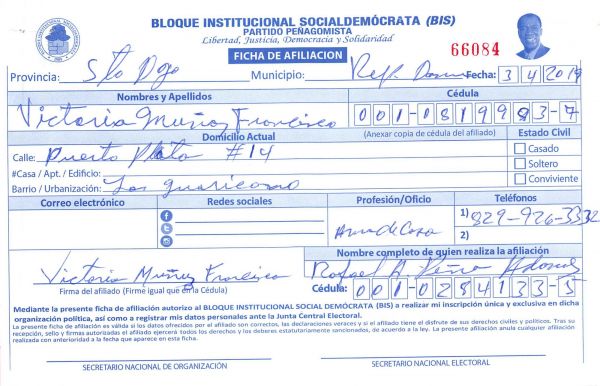 BLOQUE INSTITUCIONAL SOCIALDEMÓCRATA (BIS)
PARTIDO PEÑAGOMISTA
Libertad, Justicia, Democracia y Solidaridad
FICHA DE AFILIACION
66084
Provincia: Sto Dgo Municipio: Rep. Dom Fecha: 3 4 2019
Nombres y Apellidos Cédula
Victoria Muñoz Francisco 001-0819983-7
Domicilio Actual (Anexar copia de cédula del afiliado) Estado Civil
Calle: Puerto Plata #14 Casado
#Casa / Apt. / Edificio: Soltero
Barrio / Urbanización: Los guaricano Conviviente
Correo electrónico Redes sociales Profesión/Oficio Teléfonos
Ama de Casa 1) 829-926-3332
2)
Nombre completo de quien realiza la afiliación
Victoria Muñoz Francisco Rafael A. Peña
Firma del afiliado (Firme igual que en la Cédula) Cédula: 001-0284133-5
Mediante la presente ficha de afiliación autorizo al BLOQUE INSTITUCIONAL SOCIAL DEMÓCRATA (BIS) a realizar mi inscripción única y exclusiva en dicha
organización política, así como a registrar mis datos personales ante la Junta Central Electoral.
La presente ficha de afiliación es válida si los datos ofrecidos por el afiliado son correctos, las declaraciones veraces y si el afiliado tiene el disfrute de sus derechos civiles y políticos. Tras su
recepción, sello y firmas autorizadas el afiliado ejercerá todos los derechos y los deberes estatutariamente sancionados, de acuerdo a la ley. La presente afiliación anula cualquier afiliación
realizada con anterioridad a la fecha que aparece en esta ficha.
SECRETARIO NACIONAL DE ORGANIZACIÓN SECRETARIO NACIONAL ELECTORAL